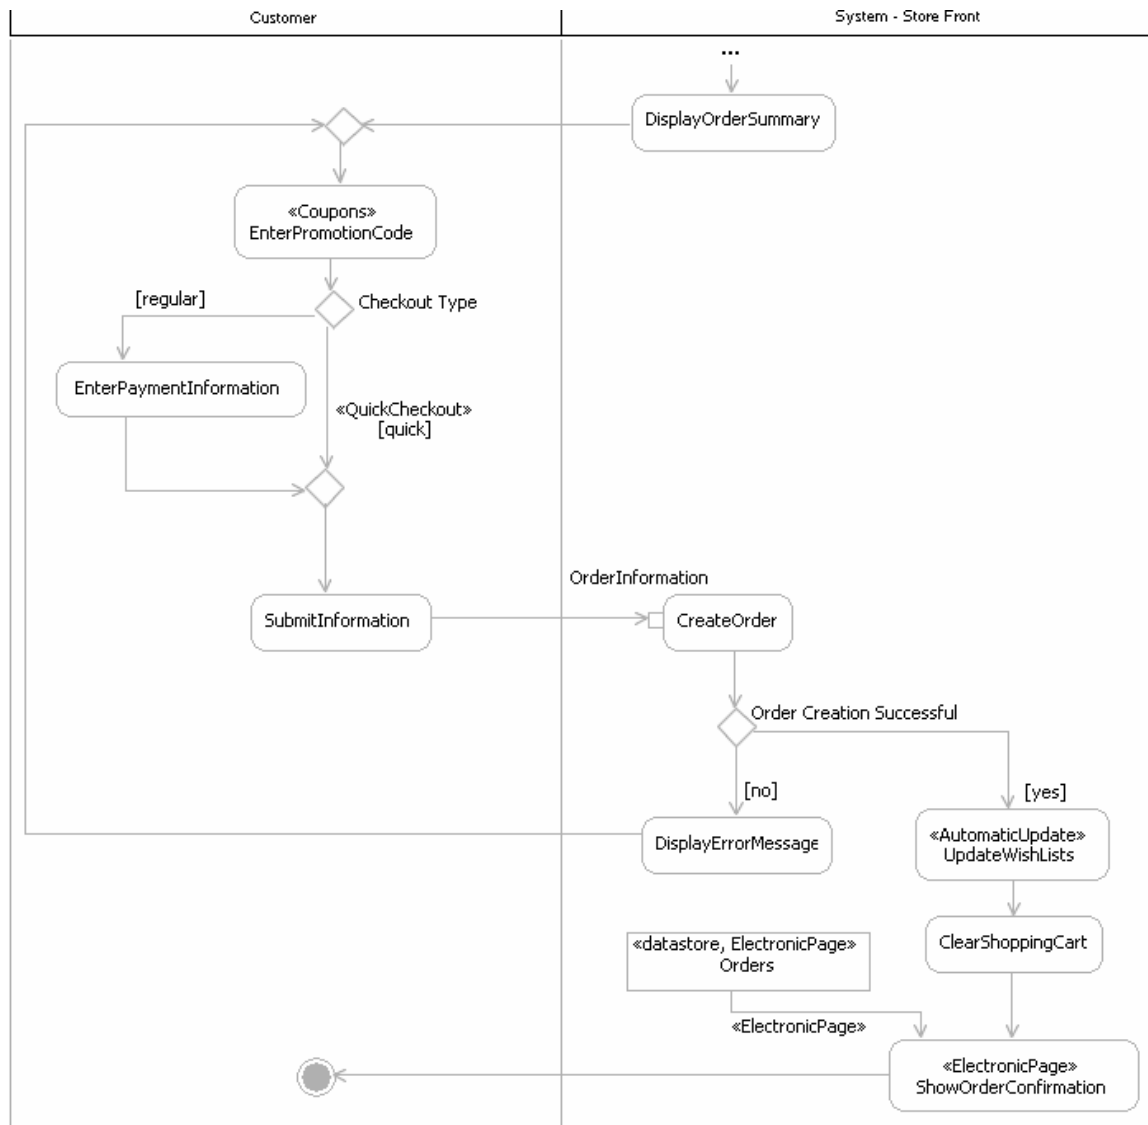 Customer
System - Store Front
...
DisplayOrderSummary
«Coupons»
EnterPromotionCode
[regular]
Checkout Type
EnterPaymentInformation
«QuickCheckout»
[quick]
OrderInformation
SubmitInformation
CreateOrder
Order Creation Successful
[no]
[yes]
DisplayErrorMessage
«AutomaticUpdate»
UpdateWishLists
«datastore, ElectronicPage»
Orders
ClearShoppingCart
«ElectronicPage»
«ElectronicPage»
ShowOrderConfirmation